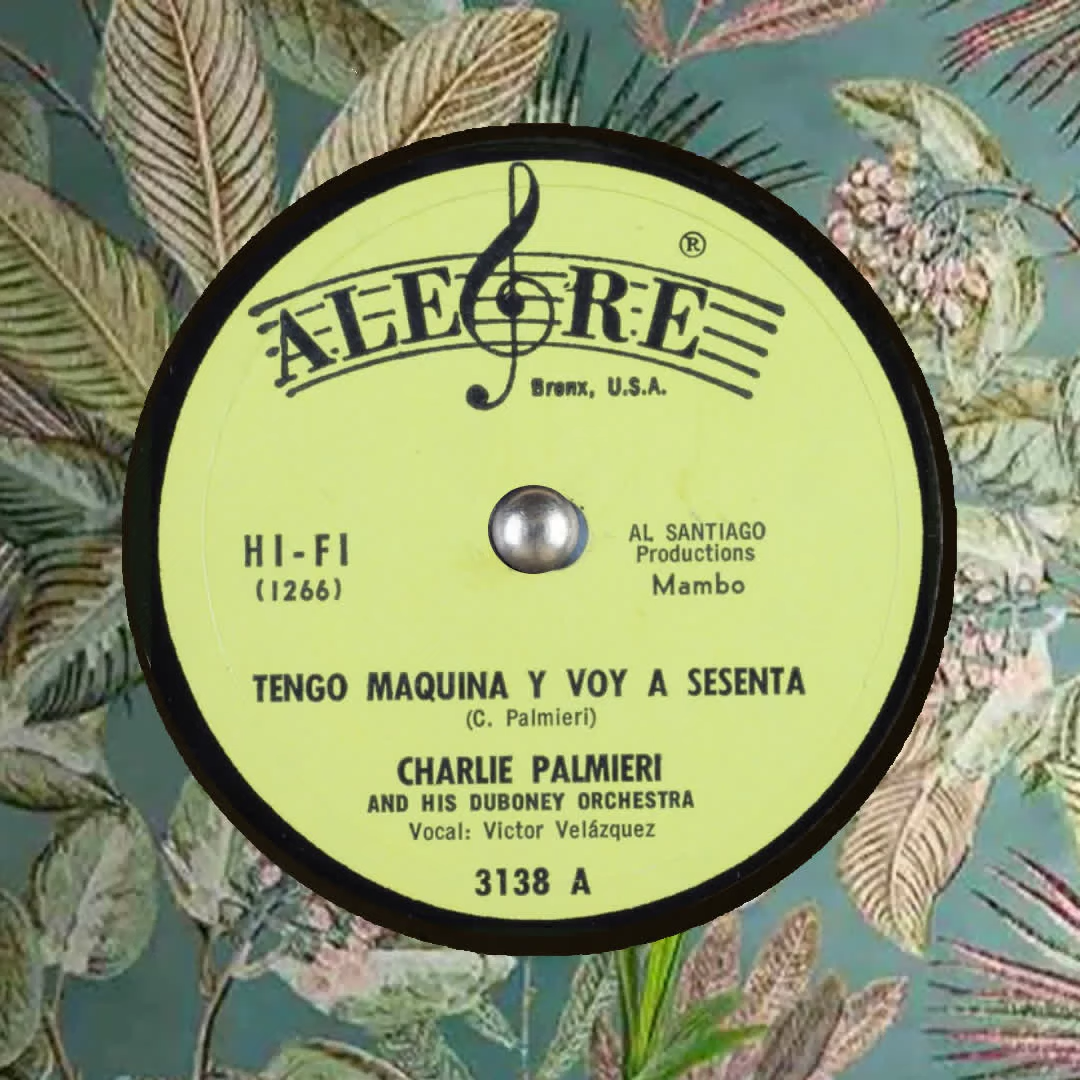 ALEGRE
®
Bronx, U.S.A.
HI-FI
(1266)
AL SANTIAGO
Productions
Mambo
TENGO MAQUINA Y VOY A SESENTA
(C. Palmieri)
CHARLIE PALMIERI
AND HIS DUBONEY ORCHESTRA
Vocal: Victor Velázquez
3138 A